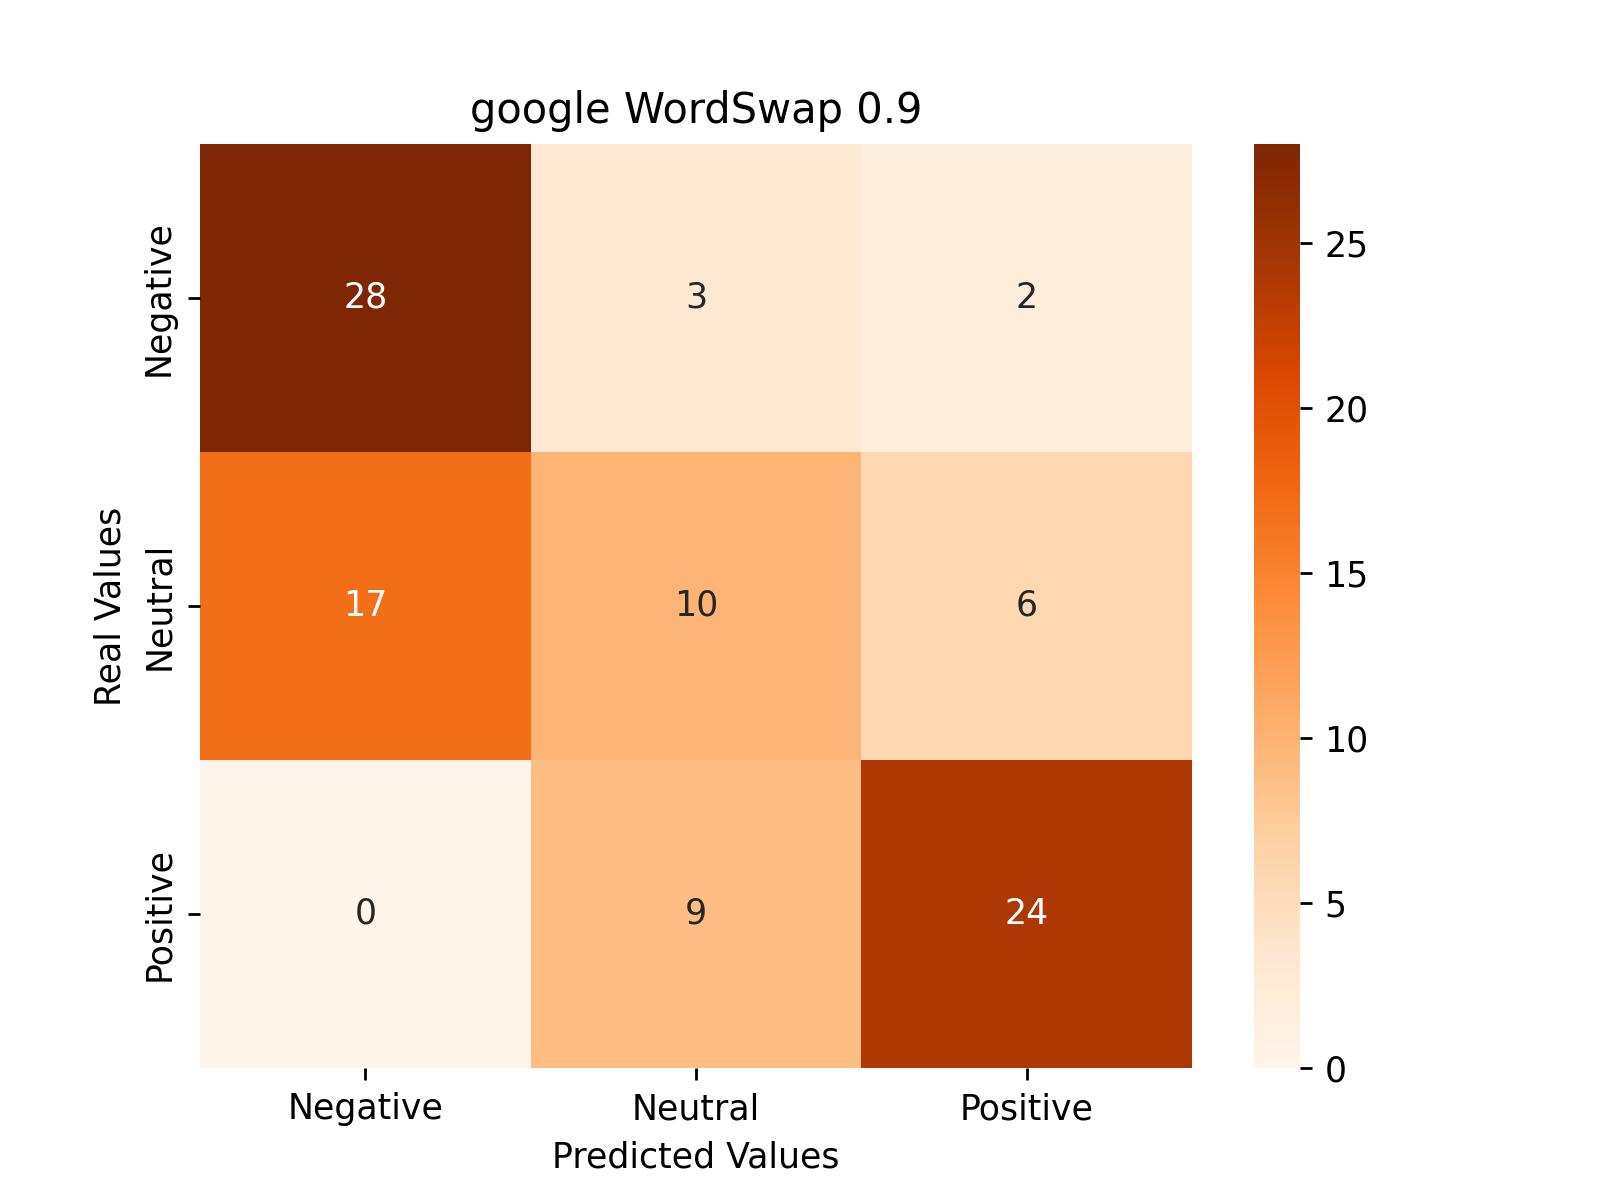 google WordSwap 0.9
Negative
28
3
2
Neutral
17
10
6
Positive
0
9
24
Real Values
Negative
Neutral
Positive
Predicted Values
25
20
15
10
5
0